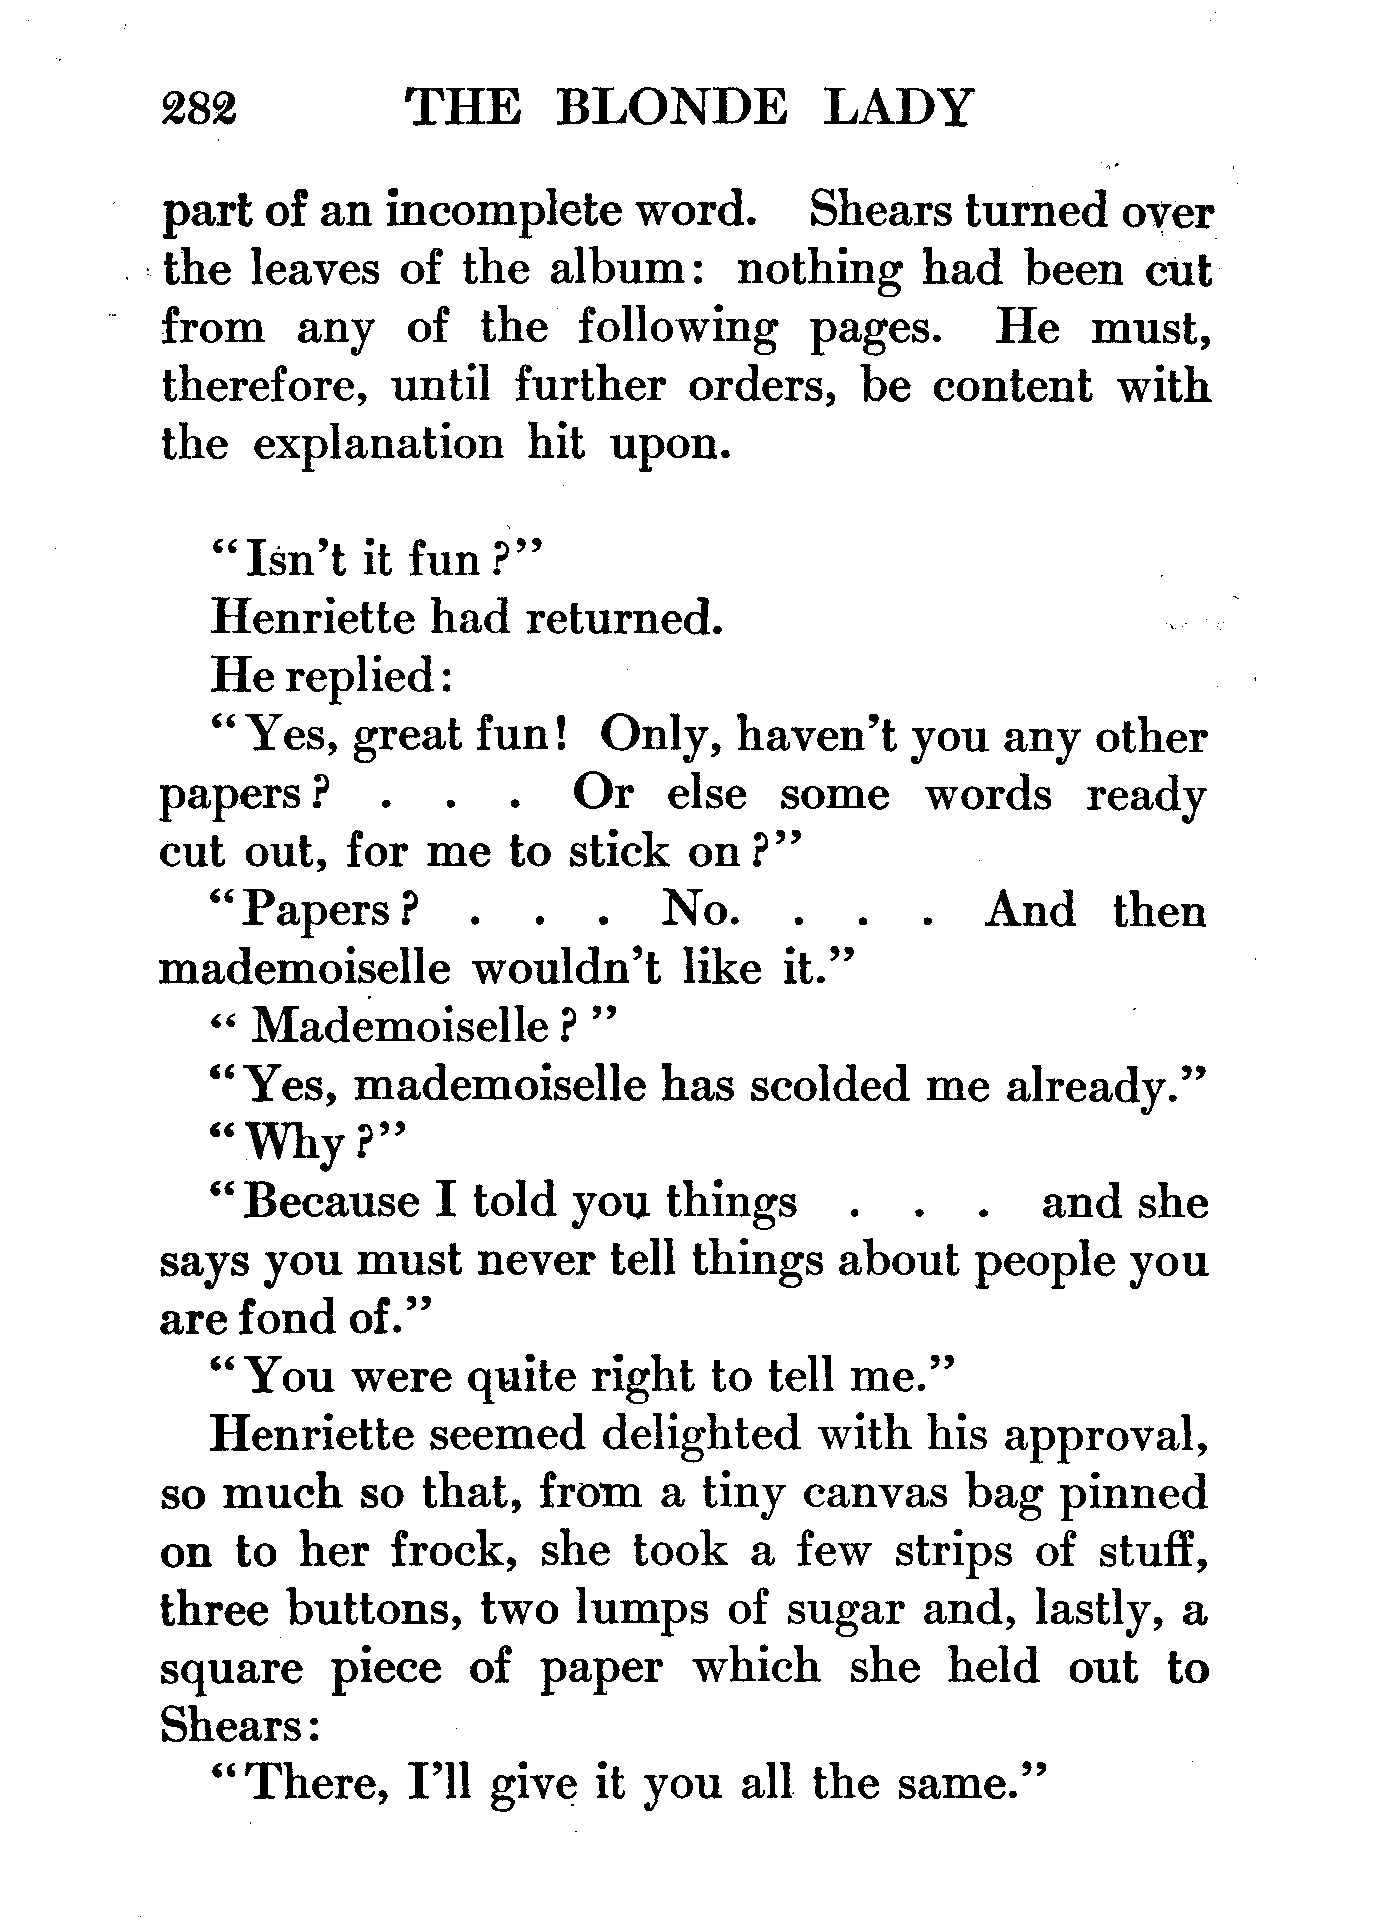 282 THE BLONDE LADY
part of an incomplete word. Shears turned over
the leaves of the album: nothing had been cut
from any of the following pages. He must,
therefore, until further orders, be content with
the explanation hit upon.
"Isn't it fun?"
Henriette had returned.
He replied:
"Yes, great fun! Only, haven't you any other
papers? . . . Or else some words ready
cut out, for me to stick on?"
"Papers? . . . No. . . . And then
mademoiselle wouldn't like it."
"Mademoiselle?"
"Yes, mademoiselle has scolded me already."
"Why?"
"Because I told you things . . . and she
says you must never tell things about people you
are fond of."
"You were quite right to tell me."
Henriette seemed delighted with his approval,
so much so that, from a tiny canvas bag pinned
on to her frock, she took a few strips of stuff,
three buttons, two lumps of sugar and, lastly, a
square piece of paper which she held out to
Shears:
"There, I'll give it you all the same."